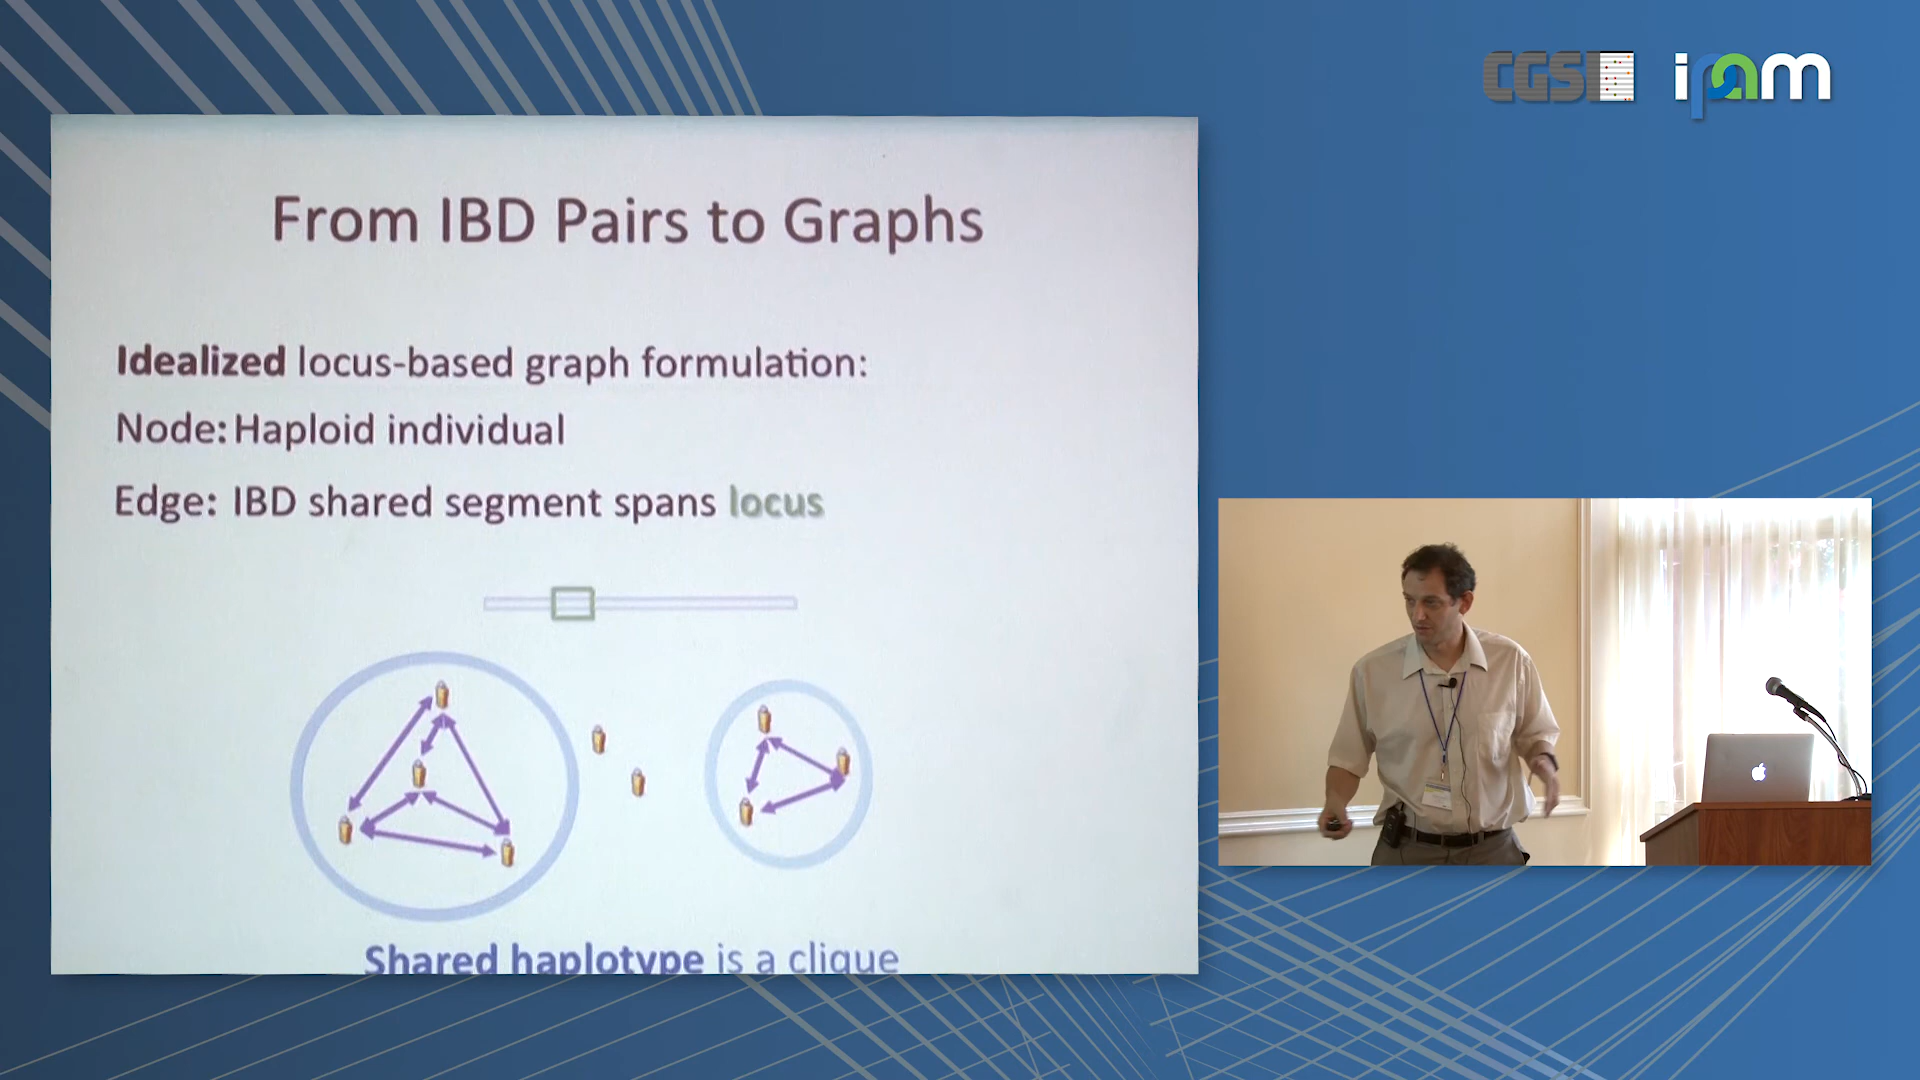 CGSI
ipam
From IBD Pairs to Graphs
Idealized locus-based graph formulation:
Node: Haploid individual
Edge: IBD shared segment spans locus
Shared haplotype is a clique